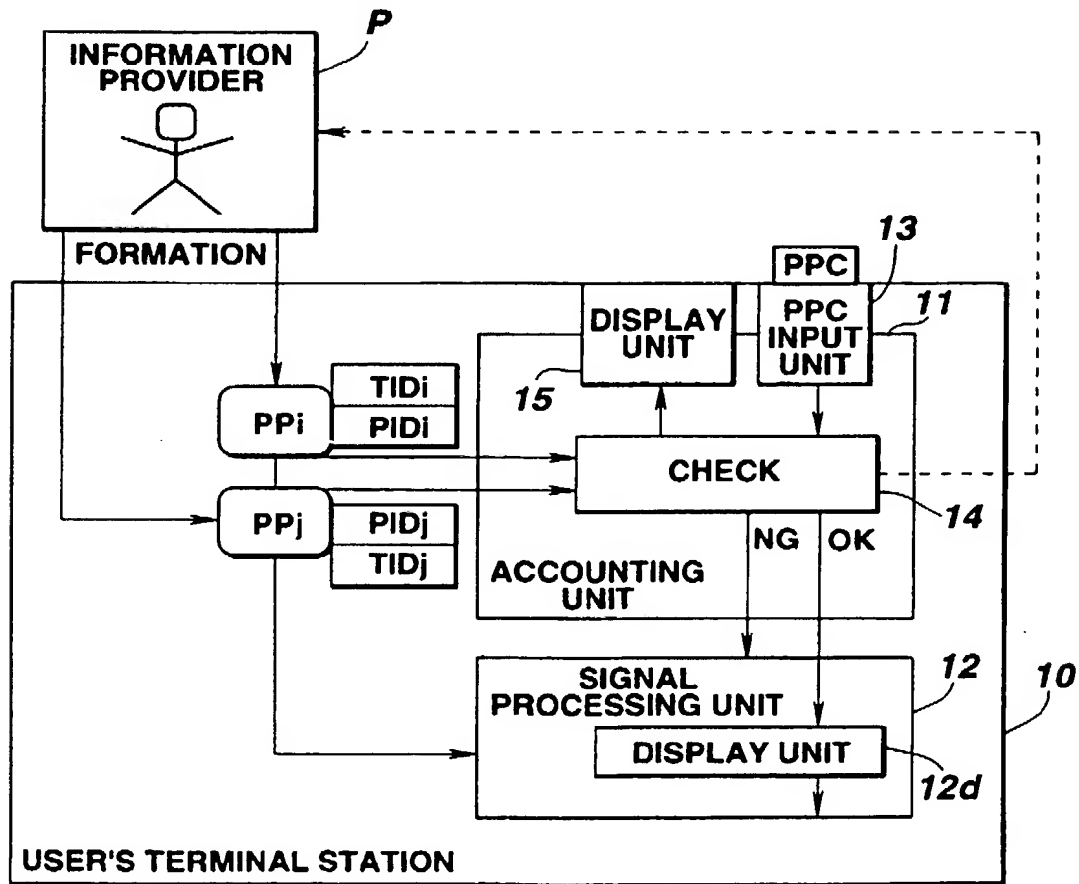 P
INFORMATION
PROVIDER
FORMATION
13
PPC
11
DISPLAY
UNIT
PPC
INPUT
UNIT
15
TIDi
PPi
PIDi
CHECK
14
PPj
PIDj
TIDj
NG
OK
ACCOUNTING
UNIT
SIGNAL
PROCESSING UNIT
12
10
DISPLAY UNIT
12d
USER'S TERMINAL STATION